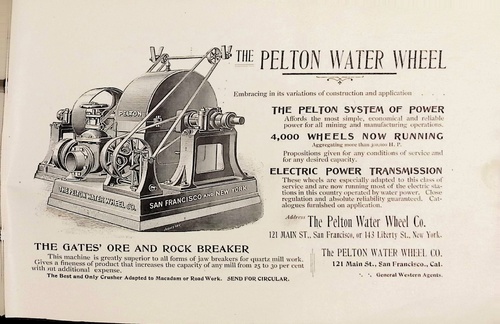 THE PELTON WATER WHEEL
Embracing in its variations of construction and application
THE PELTON SYSTEM OF POWER
Affords the most simple, economical and reliable
power for all mining and manufacturing operations.
4,000 WHEELS NOW RUNNING
Aggregating more than 300,000 H. P.
Propositions given for any conditions of service and
for any desired capacity.
ELECTRIC POWER TRANSMISSION
These wheels are especially adapted to this class of
service and are now running most of the electric sta-
tions in this country operated by water power. Close
regulation and absolute reliability guaranteed. Cat-
alogues furnished on application.
Address The Pelton Water Wheel Co.
121 MAIN ST., San Francisco, or 143 Liberty St., New York.
PELTON
THE PELTON WATER WHEEL CO.
SAN FRANCISCO AND NEW YORK
THE GATES' ORE AND ROCK BREAKER
This machine is greatly superior to all forms of jaw breakers for quartz mill work.
Gives a fineness of product that increases the capacity of any mill from 25 to 30 per cent
without additional expense.
The Best and Only Crusher Adapted to Macadam or Road Work. SEND FOR CIRCULAR.
The PELTON WATER WHEEL CO.
121 Main St., San Francisco, Cal.
General Western Agents.